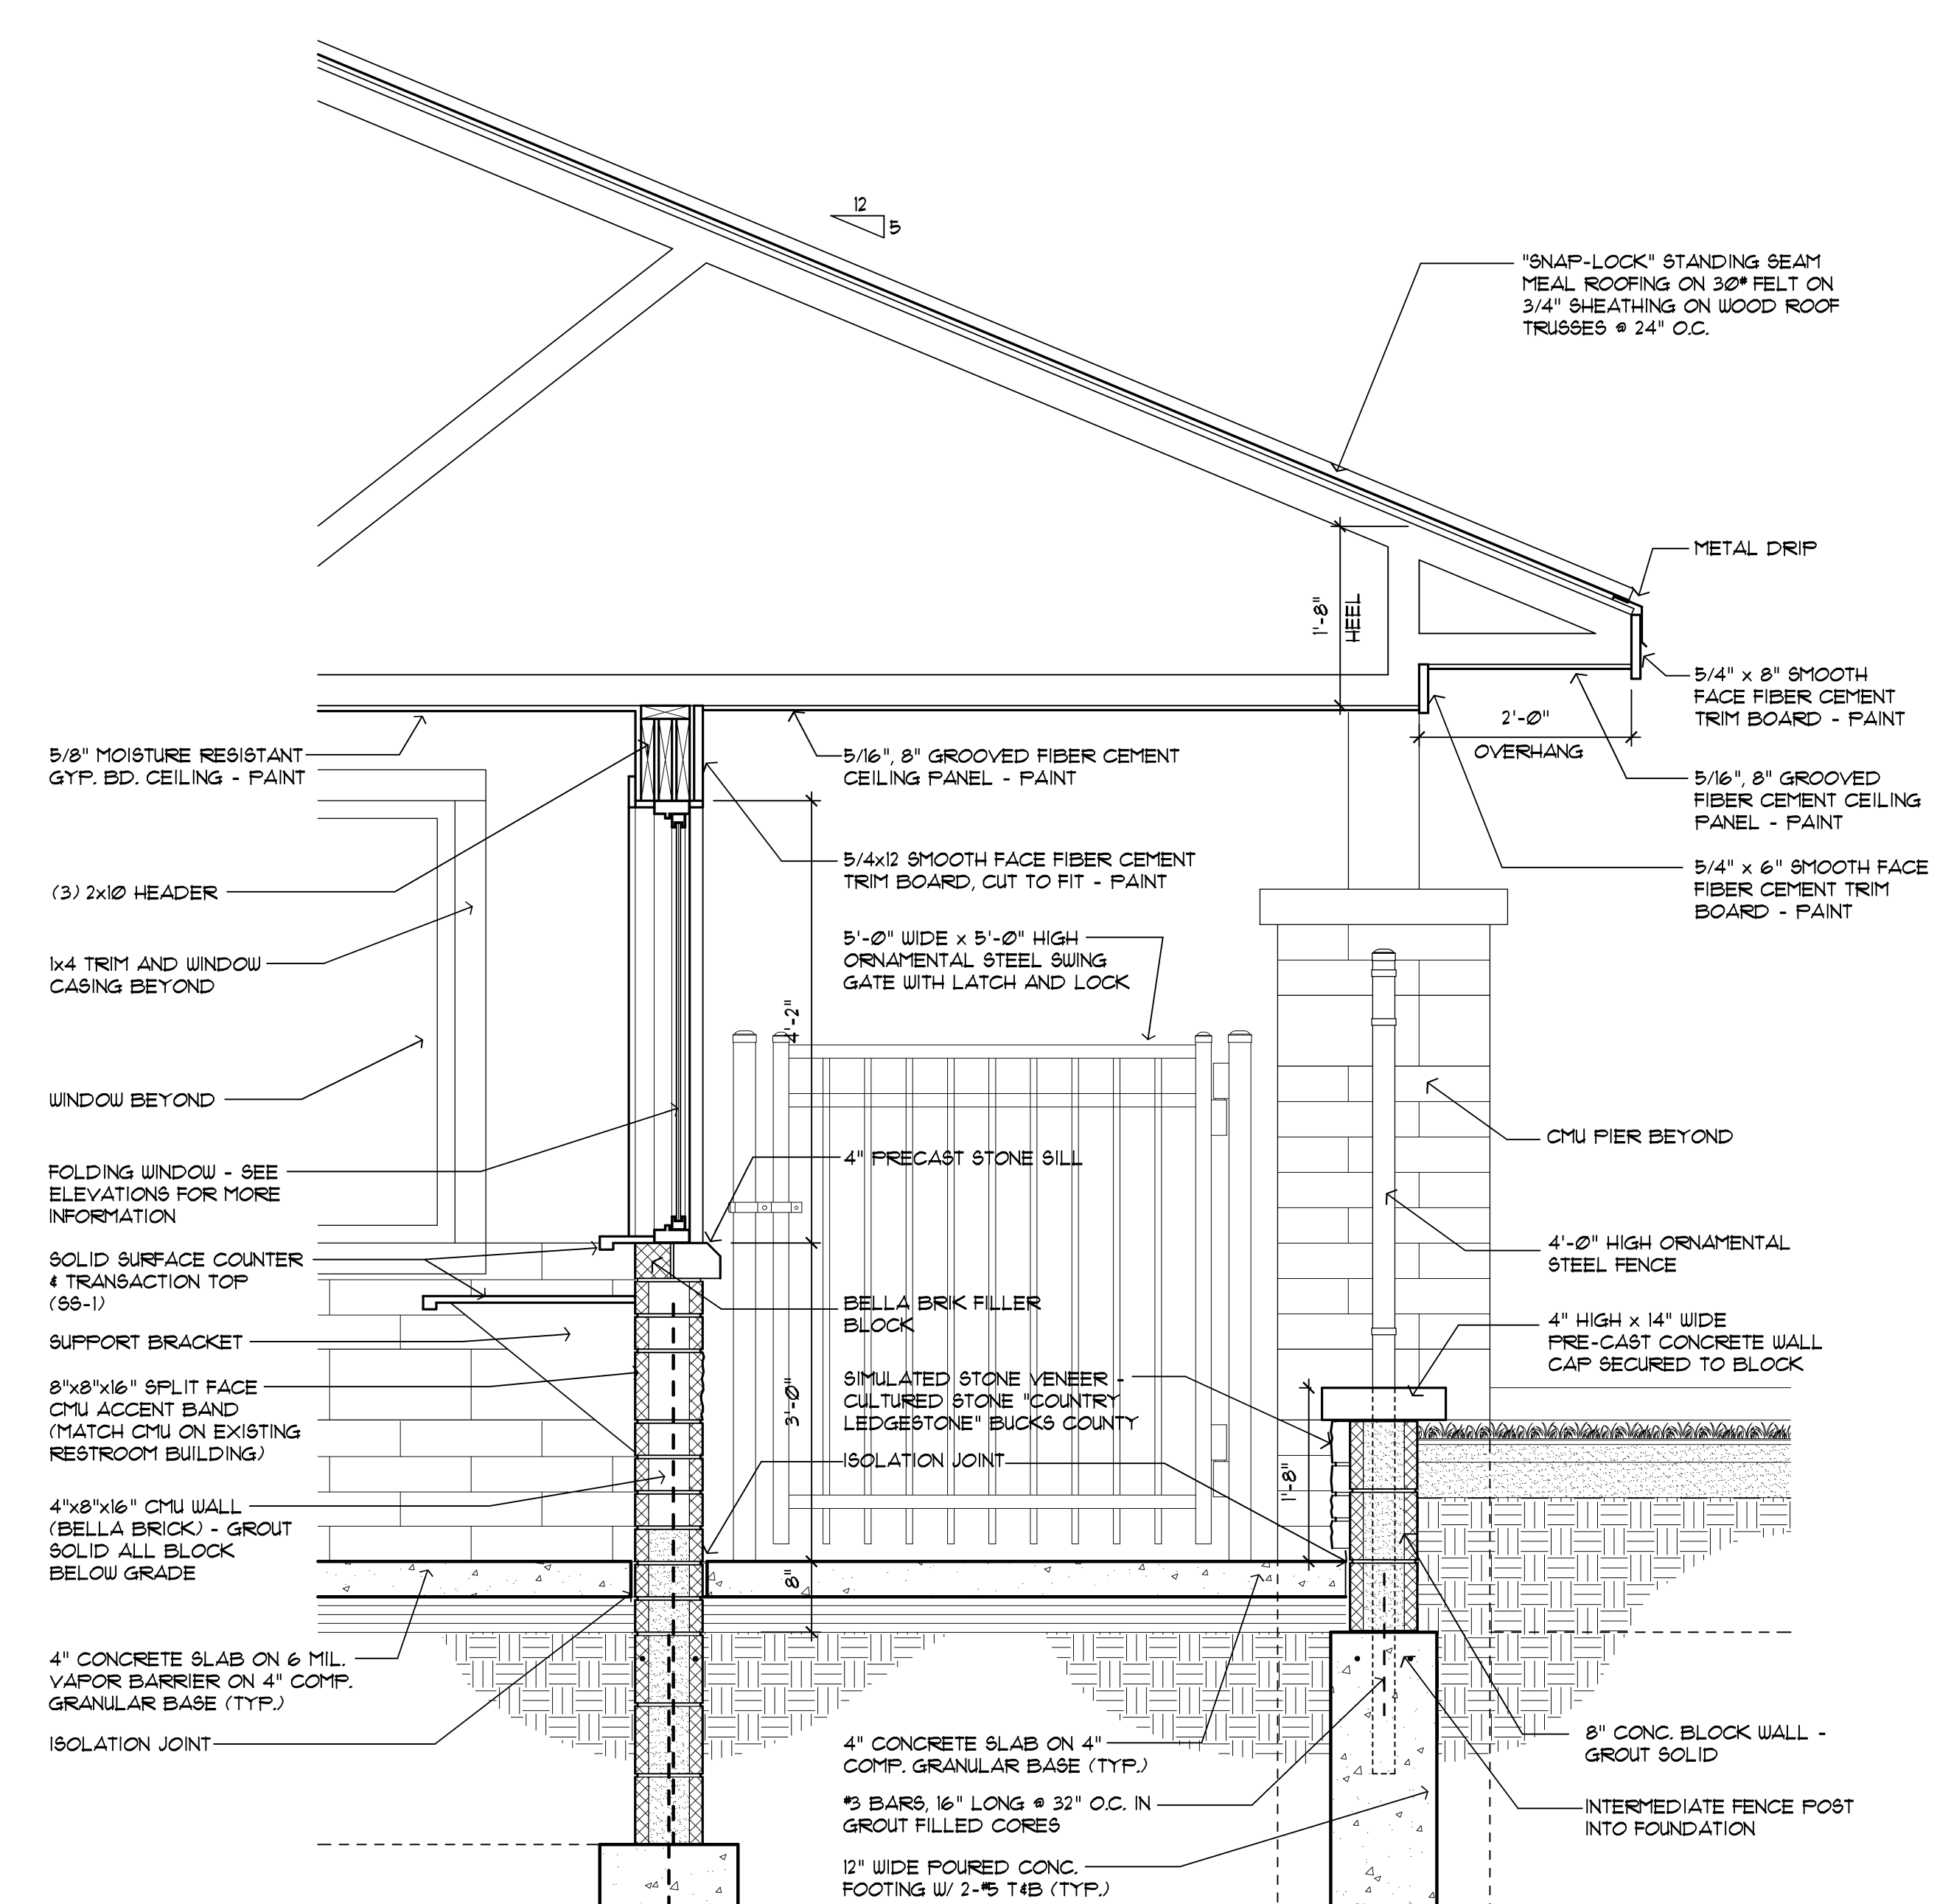 12
5
"SNAP-LOCK" STANDING SEAM
MEAL ROOFING ON 30# FELT ON
3/4" SHEATHING ON WOOD ROOF
TRUSSES @ 24" O.C.
METAL DRIP
1'-8"
HEEL
5/4" x 8" SMOOTH
FACE FIBER CEMENT
TRIM BOARD - PAINT
2'-0"
OVERHANG
5/16", 8" GROOVED
FIBER CEMENT CEILING
PANEL - PAINT
5/4" x 6" SMOOTH FACE
FIBER CEMENT TRIM
BOARD - PAINT
5/8" MOISTURE RESISTANT
GYP. BD. CEILING - PAINT
(3) 2x10 HEADER
1x4 TRIM AND WINDOW
CASING BEYOND
WINDOW BEYOND
FOLDING WINDOW - SEE
ELEVATIONS FOR MORE
INFORMATION
SOLID SURFACE COUNTER
& TRANSACTION TOP
(SS-1)
SUPPORT BRACKET
8"x8"x16" SPLIT FACE
CMU ACCENT BAND
(MATCH CMU ON EXISTING
RESTROOM BUILDING)
4"x8"x16" CMU WALL
(BELLA BRICK) - GROUT
SOLID ALL BLOCK
BELOW GRADE
4" CONCRETE SLAB ON 6 MIL.
VAPOR BARRIER ON 4" COMP.
GRANULAR BASE (TYP.)
ISOLATION JOINT
5/16", 8" GROOVED FIBER CEMENT
CEILING PANEL - PAINT
5/4x12 SMOOTH FACE FIBER CEMENT
TRIM BOARD, CUT TO FIT - PAINT
5'-0" WIDE x 5'-0" HIGH
ORNAMENTAL STEEL SWING
GATE WITH LATCH AND LOCK
4'-2"
4" PRECAST STONE SILL
BELLA BRIK FILLER
BLOCK
3'-0"
SIMULATED STONE VENEER -
CULTURED STONE "COUNTRY
LEDGESTONE" BUCKS COUNTY
ISOLATION JOINT
1'-8"
8"
4" CONCRETE SLAB ON 4"
COMP. GRANULAR BASE (TYP.)
#3 BARS, 16" LONG @ 32" O.C. IN
GROUT FILLED CORES
12" WIDE POURED CONC.
FOOTING W/ 2-#5 T&B (TYP.)
CMU PIER BEYOND
4'-0" HIGH ORNAMENTAL
STEEL FENCE
4" HIGH x 14" WIDE
PRE-CAST CONCRETE WALL
CAP SECURED TO BLOCK
8" CONC. BLOCK WALL -
GROUT SOLID
INTERMEDIATE FENCE POST
INTO FOUNDATION